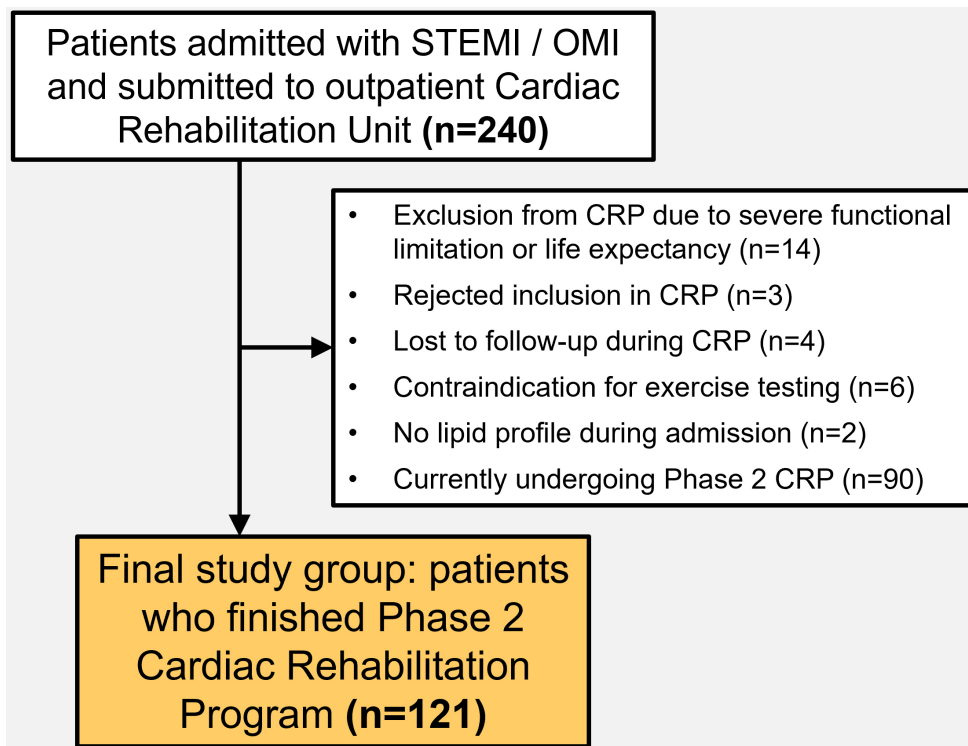 Patients admitted with STEMI / OMI
and submitted to outpatient Cardiac
Rehabilitation Unit (n=240)
• Exclusion from CRP due to severe functional
limitation or life expectancy (n=14)
• Rejected inclusion in CRP (n=3)
• Lost to follow-up during CRP (n=4)
• Contraindication for exercise testing (n=6)
• No lipid profile during admission (n=2)
• Currently undergoing Phase 2 CRP (n=90)
Final study group: patients
who finished Phase 2
Cardiac Rehabilitation
Program (n=121)